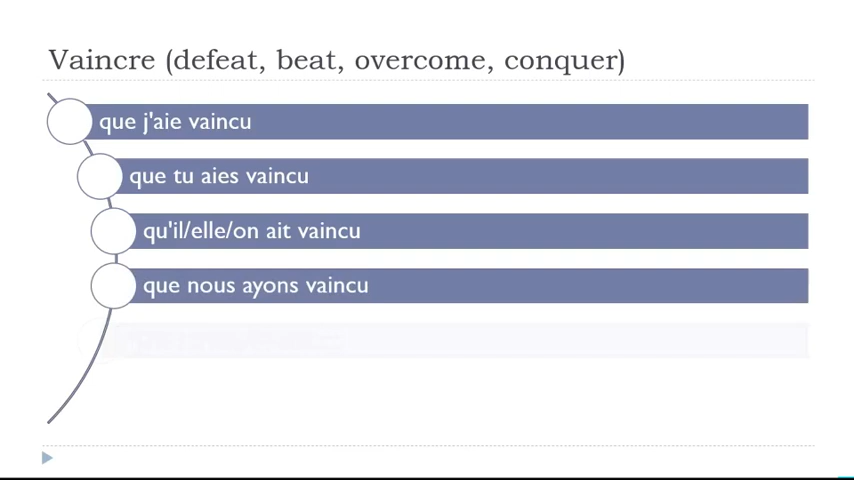 Vaincre (defeat, beat, overcome, conquer)
que j'aie vaincu
que tu aies vaincu
qu'il/elle/on ait vaincu
que nous ayons vaincu